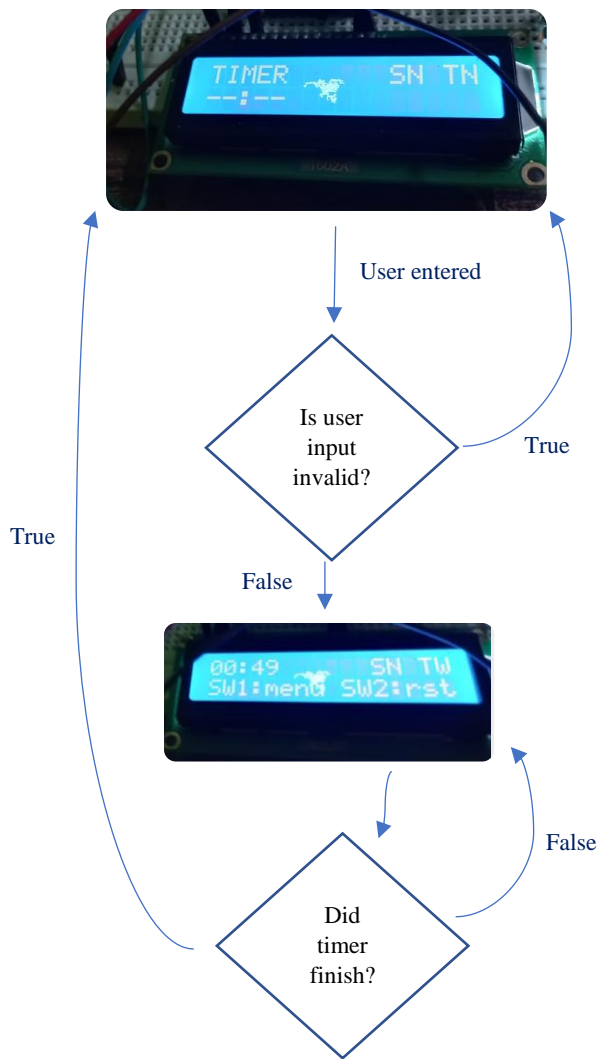 TIMER SN TN
--:--
1602A
User entered
Is user
input
invalid?
True
True
False
00:49 SN TW
SW1:menu SW2:rst
False
Did
timer
finish?